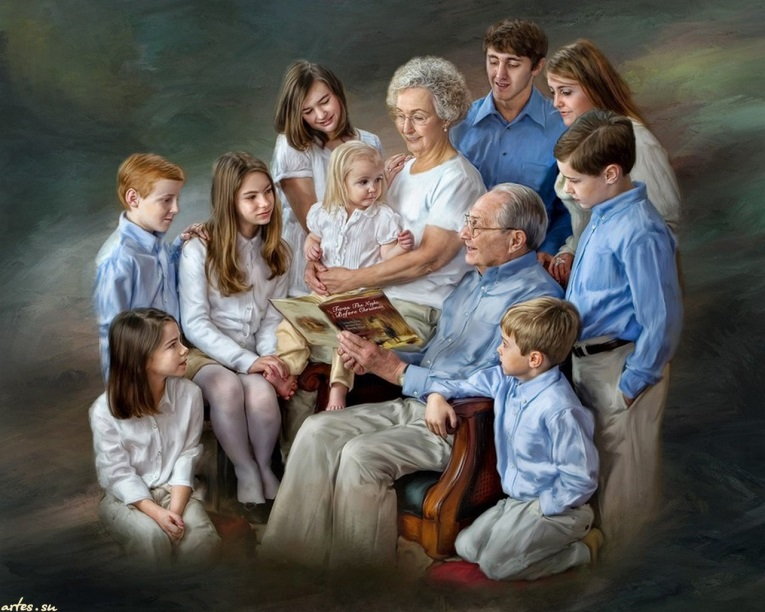 Twas The Night
Before Christmas
artes.su